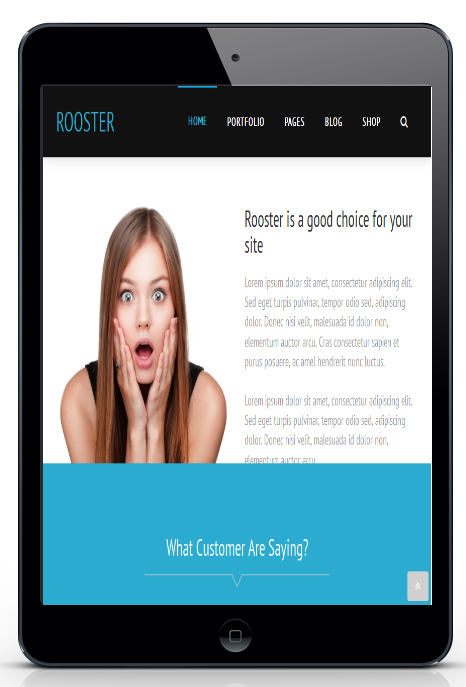 ROOSTER
HOME PORTFOLIO PAGES BLOG SHOP
Rooster is a good choice for your
site
Lorem ipsum dolor sit amet, consectetur adipiscing elit.
Sed eget turpis pulvinar, tempor odio sed, adipiscing
dolor. Donec nisi velit, malesuada id dolor non,
elementum auctor arcu. Cras consectetur sapien et
purus posuere, ac amel hendrerit nunc luctus.
Lorem ipsum dolor sit amet, consectetur adipiscing elit.
Sed eget turpis pulvinar, tempor odio sed, adipiscing
dolor. Donec nisi velit, malesuada id dolor non,
elementum auctor arcu
What Customer Are Saying?